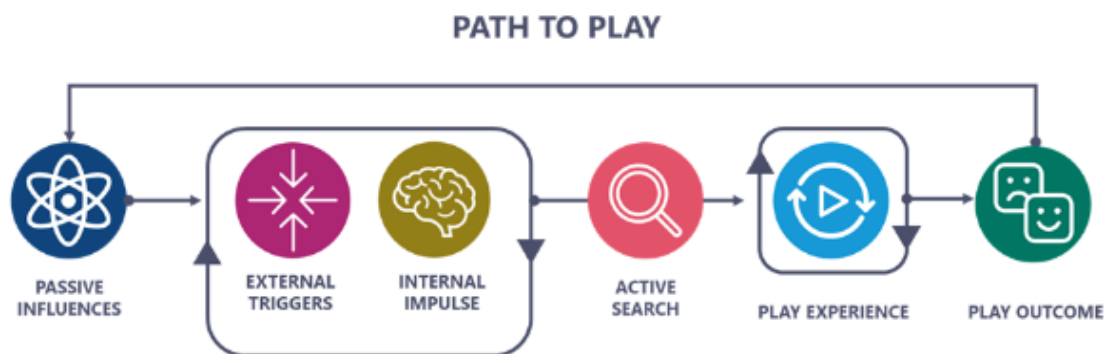 PATH TO PLAY
PASSIVE
INFLUENCES
EXTERNAL
TRIGGERS
INTERNAL
IMPULSE
ACTIVE
SEARCH
PLAY EXPERIENCE
PLAY OUTCOME